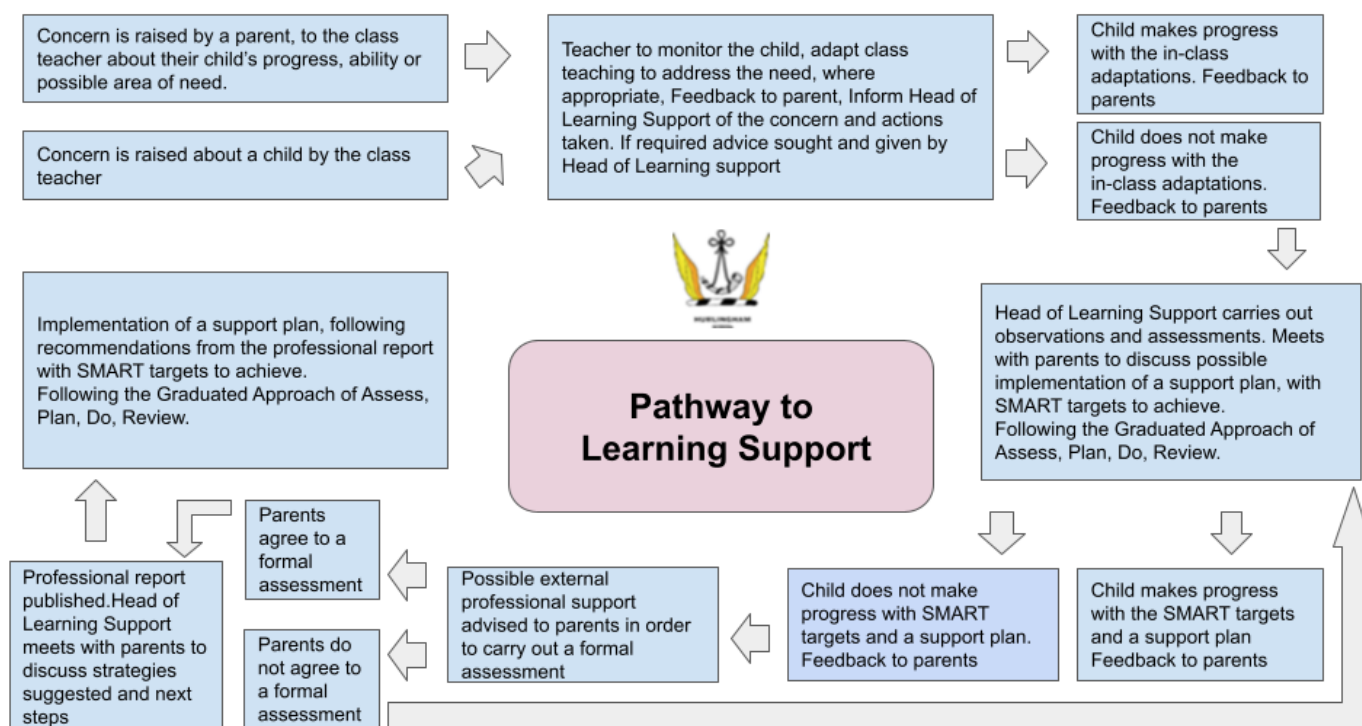 Concern is raised by a parent, to the class
teacher about their child's progress, ability or
possible area of need.
Concern is raised about a child by the class
teacher
Teacher to monitor the child, adapt class
teaching to address the need, where
appropriate, Feedback to parent, Inform Head of
Learning Support of the concern and actions
taken. If required advice sought and given by
Head of Learning support
Child makes progress
with the in-class
adaptations. Feedback to
parents
Child does not make
progress with the
in-class adaptations.
Feedback to parents
Head of Learning Support carries out
observations and assessments. Meets
with parents to discuss possible
implementation of a support plan, with
SMART targets to achieve.
Following the Graduated Approach of
Assess, Plan, Do, Review.
HURLINGHAM
Pathway to
Learning Support
Implementation of a support plan, following
recommendations from the professional report
with SMART targets to achieve.
Following the Graduated Approach of Assess,
Plan, Do, Review.
Child makes progress
with the SMART targets
and a support plan
Feedback to parents
Child does not make
progress with SMART
targets and a support plan.
Feedback to parents
Possible external
professional support
advised to parents in order
to carry out a formal
assessment
Parents
agree to a
formal
assessment
Parents do
not agree to
a formal
assessment
Professional report
published.Head of
Learning Support
meets with parents to
discuss strategies
suggested and next
steps